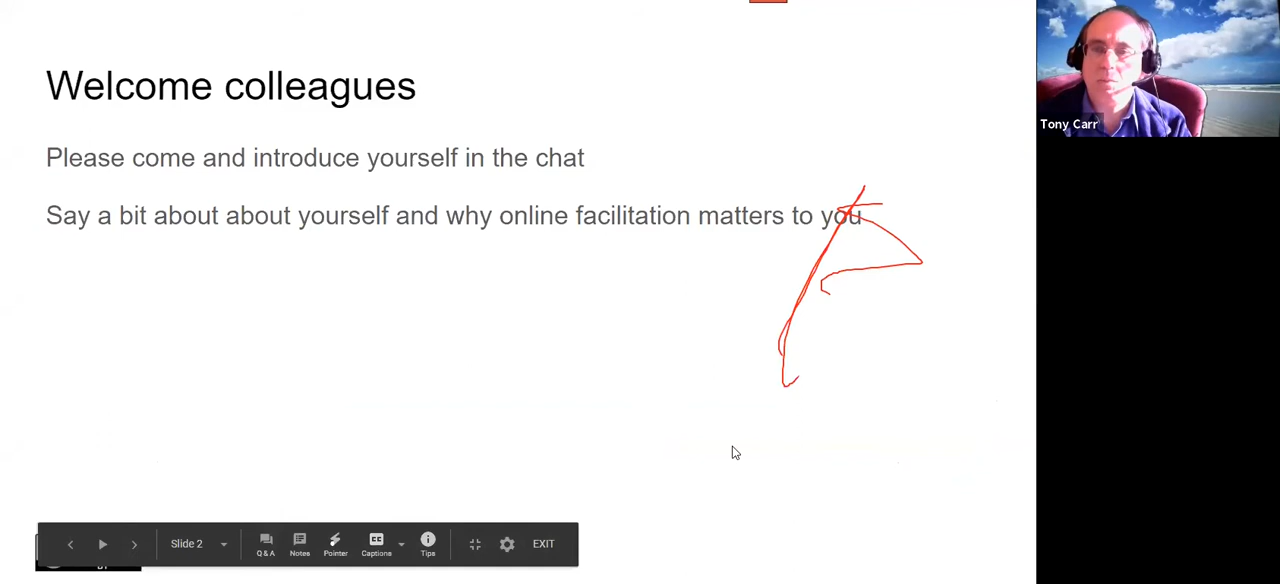 Welcome colleagues
Please come and introduce yourself in the chat
Say a bit about about yourself and why online facilitation matters to you
Tony Carr
Slide 2
Q & A
Notes
Pointer
Captions
Tips
EXIT